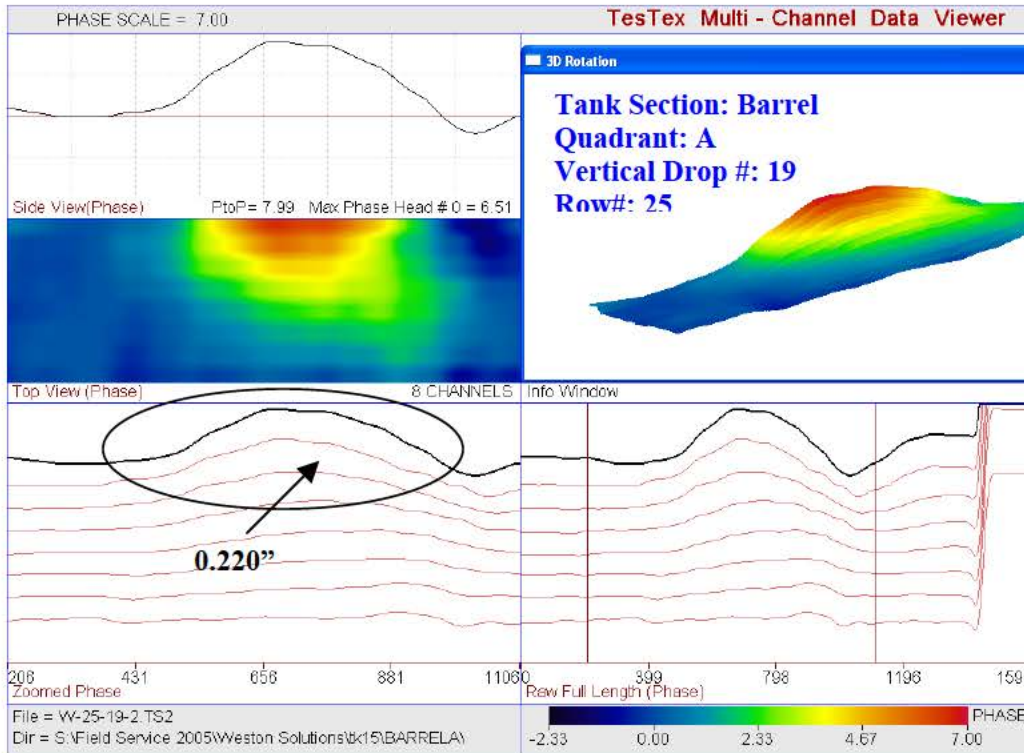 PHASE SCALE = 7.00
TesTex Multi - Channel Data Viewer
3D Rotation
Tank Section: Barrel
Quadrant: A
Vertical Drop #: 19
Row#: 25
Side View(Phase) PtoP= 7.99 Max Phase Head # 0 = 6.51
Top View (Phase) 8 CHANNELS
Info Window
0.220”
206 431 656 881 1106
0 399 798 1196 159
Zoomed Phase
Raw Full Length (Phase)
File = W-25-19-2.TS2
Dir = S:\Field Service 2005\Weston Solutions\tx15\BARRELA\
PHASE
-2.33 0.00 2.33 4.67 7.00